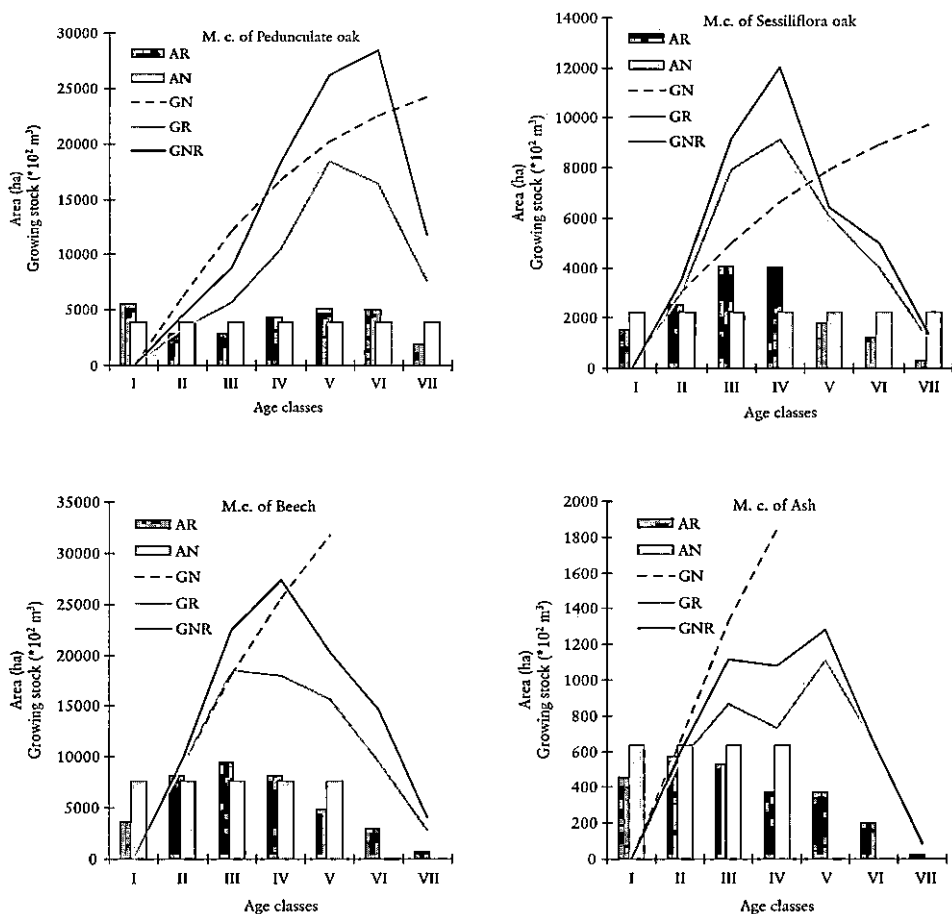 M. c. of Pedunculate oak
AR
AN
GN
GR
GNR
30000
25000
20000
15000
10000
5000
0
Area (ha)
Growing stock (*10² m³)
I II III IV V VI VII
Age classes
M.c. of Sessiliflora oak
AR
AN
GN
GR
GNR
14000
12000
10000
8000
6000
4000
2000
0
Area (ha)
Growing stock (*10² m³)
I II III IV V VI VII
Age classes
M.c. of Beech
AR
AN
GN
GR
GNR
35000
30000
25000
20000
15000
10000
5000
0
Area (ha)
Growing stock (*10² m³)
I II III IV V VI VII
Age classes
M. c. of Ash
AR
AN
GN
GR
GNR
2000
1800
1600
1400
1200
1000
800
600
400
200
0
Area (ha)
Growing stock (*10² m³)
I II III IV V VI VII
Age classes